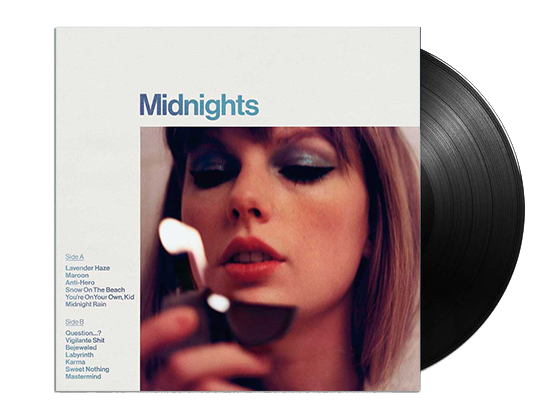 Midnights
Side A
Lavender Haze
Maroon
Anti-Hero
Snow On The Beach
You're On Your Own, Kid
Midnight Rain
Side B
Question...?
Vigilante Shit
Bejeweled
Labyrinth
Karma
Sweet Nothing
Mastermind